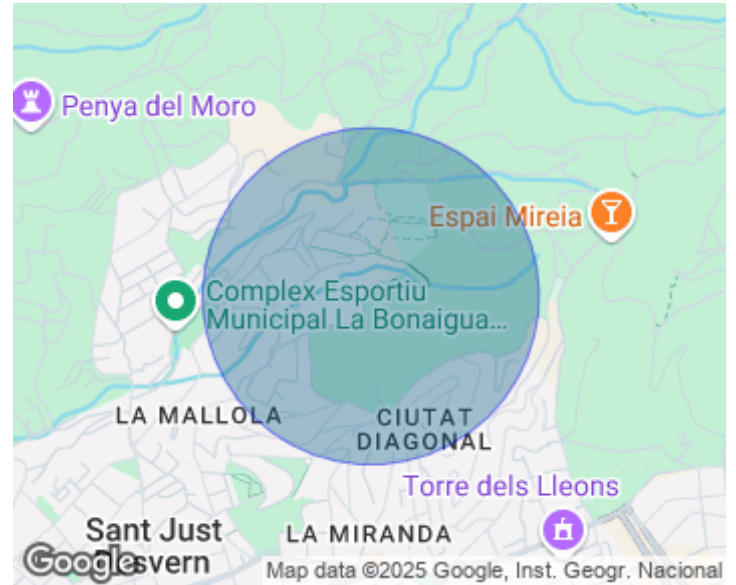 Penya del Moro
Espai Mireia
Complex Esportiu
Municipal La Bonaigua...
LA MALLOLA
CIUTAT
DIAGONAL
Torre dels Lleons
Sant Just
Desvern
LA MIRANDA
Google
Map data ©2025 Google, Inst. Geogr. Nacional